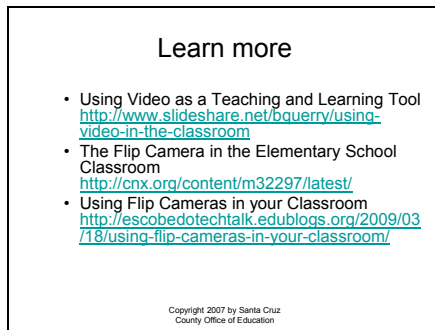 Learn more
• Using Video as a Teaching and Learning Tool
http://www.slideshare.net/bquerry/using-
video-in-the-classroom
• The Flip Camera in the Elementary School
Classroom
http://cnx.org/content/m32297/latest/
• Using Flip Cameras in your Classroom
http://escobedotechtalk.edublogs.org/2009/03
/18/using-flip-cameras-in-your-classroom/
Copyright 2007 by Santa Cruz
County Office of Education